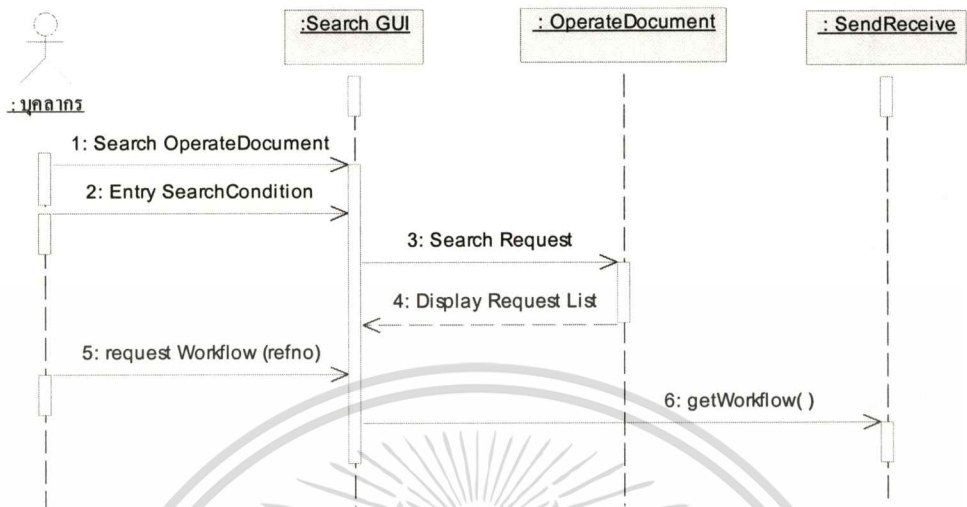 :Search GUI
: OperateDocument
: SendReceive
: บุคลากร
1: Search OperateDocument
2: Entry SearchCondition
3: Search Request
4: Display Request List
5: request Workflow (refno)
6: getWorkflow( )